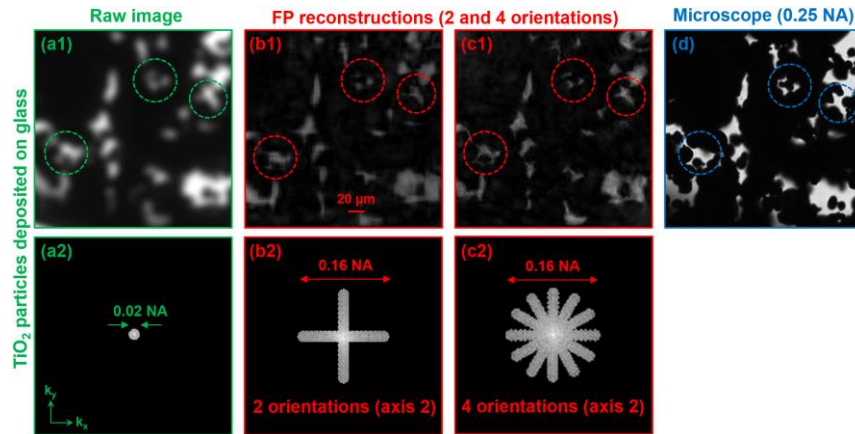 Raw image
FP reconstructions (2 and 4 orientations)
Microscope (0.25 NA)
TiO₂ particles deposited on glass
(a1)
(b1)
(c1)
(d)
20 μm
(a2)
(b2)
(c2)
0.02 NA
0.16 NA
0.16 NA
k_y
k_x
2 orientations (axis 2)
4 orientations (axis 2)